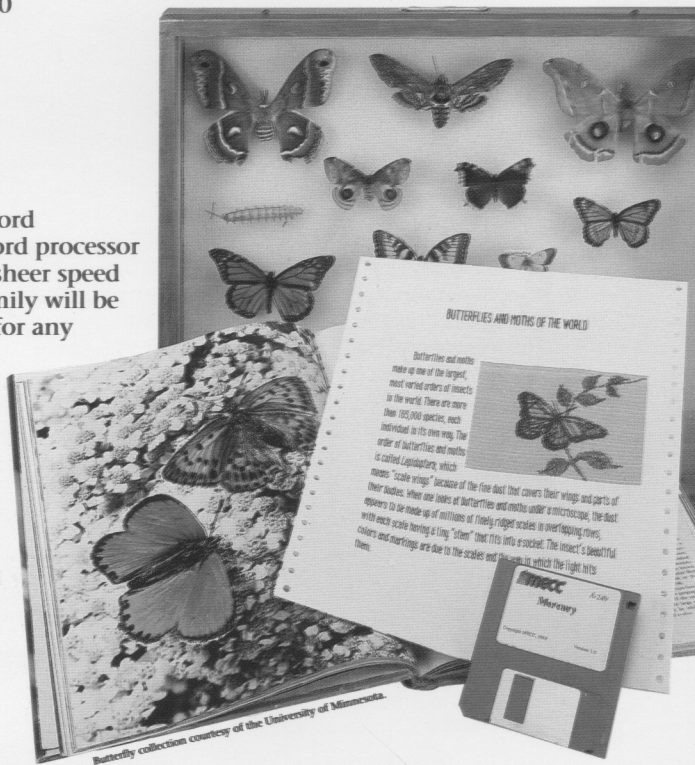 ord
ord processor
sheer speed
mily will be
for any
BUTTERFLIES AND MOTHS OF THE WORLD
Butterflies and moths
make up one of the largest,
most varied orders of insects
in the world. There are more
than 165,000 species, each
individual in its own way. The
order of butterflies and moths
is called Lepidoptera, which
means "scale wings" because of the fine dust that covers their wings and parts of
their bodies. When one looks at butterflies and moths under a microscope, the dust
appears to be made up of millions of finely ridged scales in overlapping rows,
with each scale having a tiny "stem" that fits into a socket. The insect's beautiful
colors and markings are due to the scales and the way in which the light hits
them.
mecc
A-249
Mercury
Copyright MECC,
Version 1.0
Butterfly collection courtesy of the University of Minnesota.